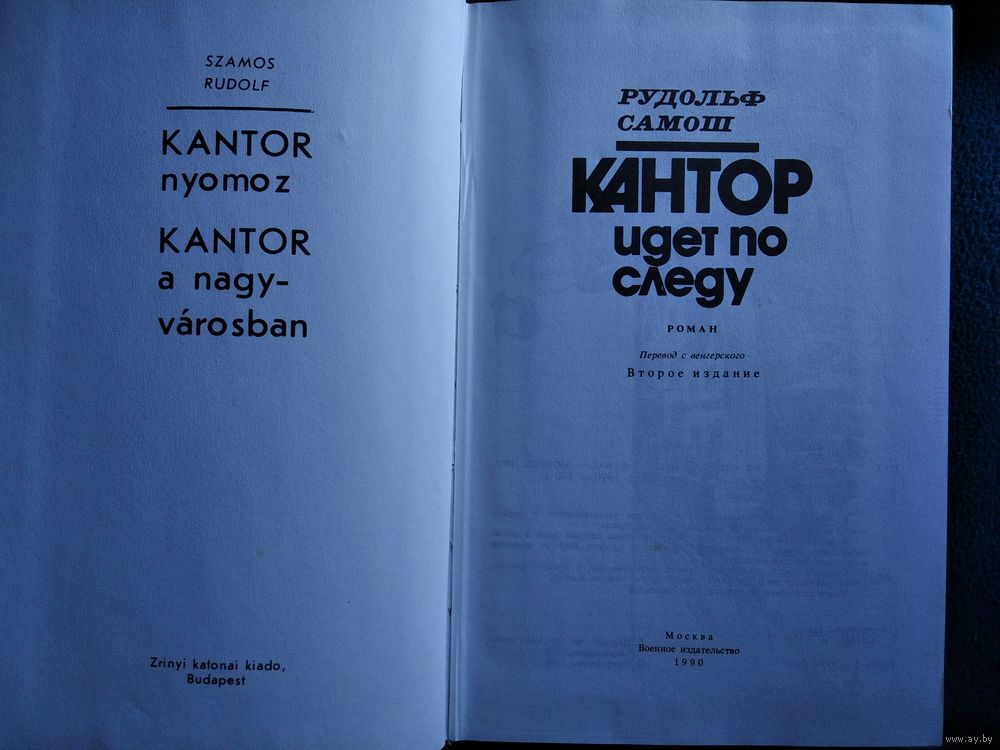 SZAMOS
RUDOLF
KANTOR
nyomoz
KANTOR
a nagy-
városban
Zrinyi katonai kiado,
Budapest
РУДОЛЬФ
САМОШ
КАНТОР
идет по
следу
РОМАН
Перевод с венгерского
Второе издание
Москва
Военное издательство
1990
www.ay.by